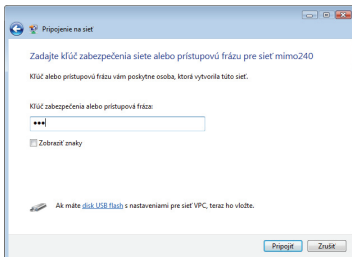 Pripojenie na sieť
Zadajte kľúč zabezpečenia siete alebo prístupovú frázu pre sieť mimo240
Kľúč alebo prístupovú frázu vám poskytne osoba, ktorá vytvorila túto sieť.
Kľúč zabezpečenia alebo prístupová fráza:
•••
Zobraziť znaky
Ak máte disk USB flash s nastaveniami pre sieť VPC, teraz ho vložte.
Pripojiť Zrušiť